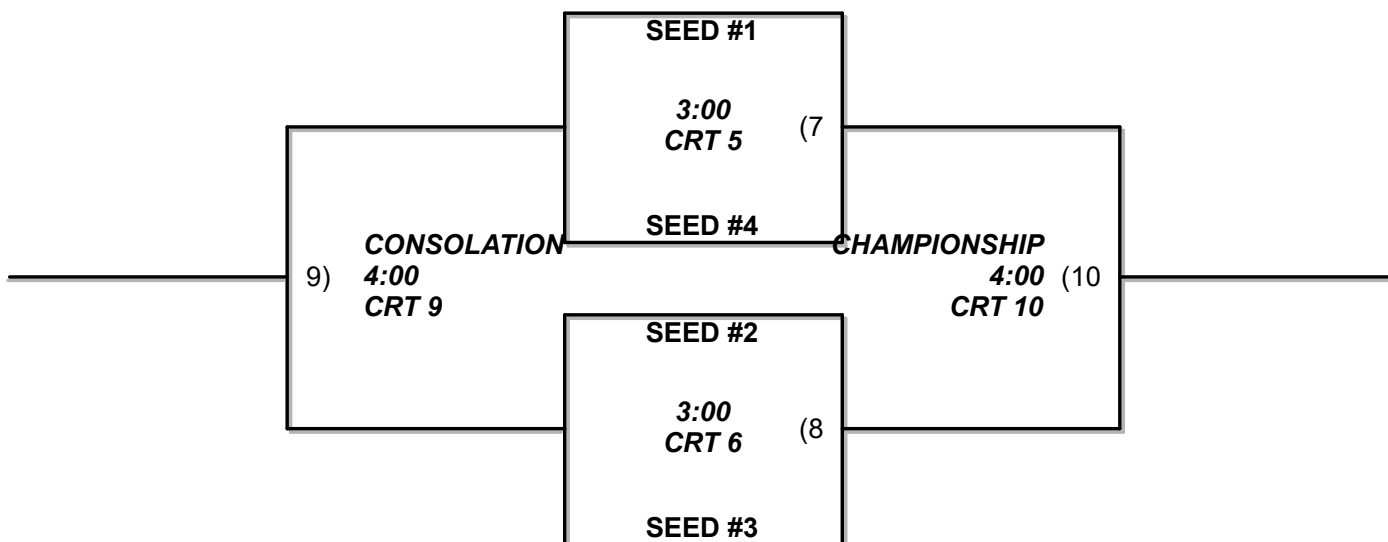 SEED #1
3:00
CRT 5
(7
SEED #4
CONSOLATION
9) 4:00
CRT 9
CHAMPIONSHIP
4:00 (10
CRT 10
SEED #2
3:00
CRT 6
(8
SEED #3